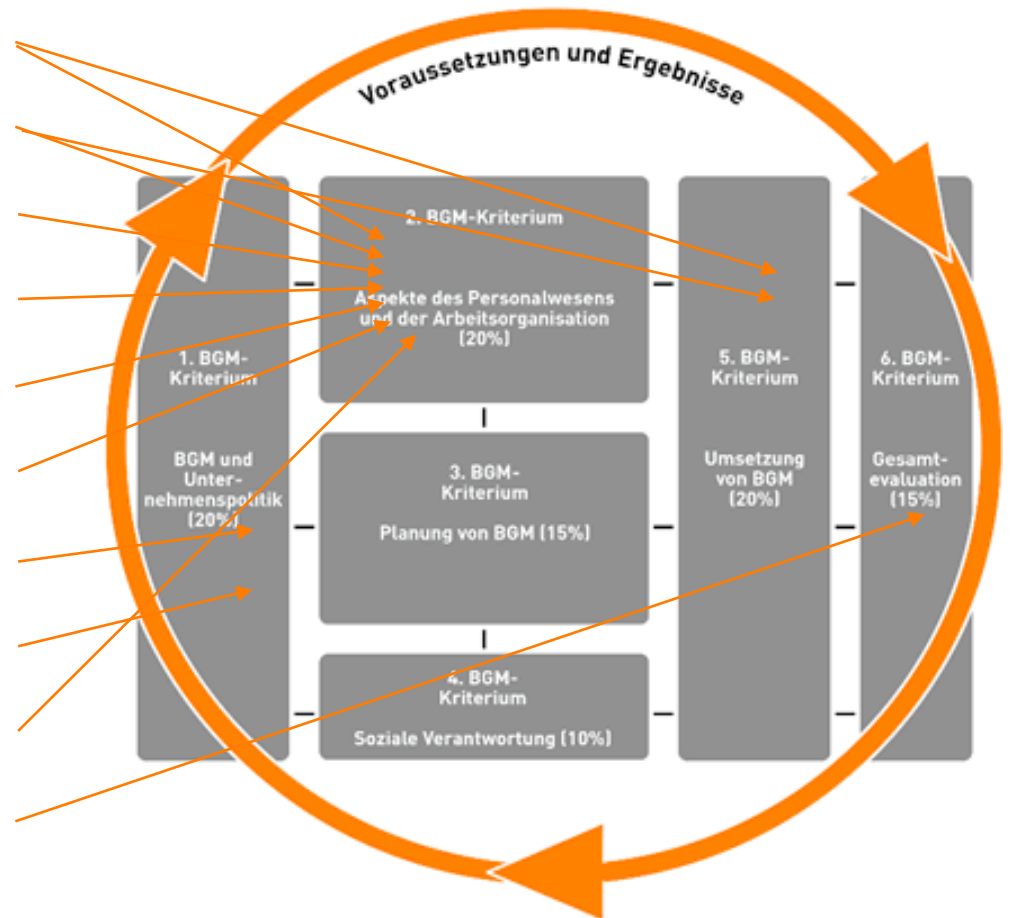 Voraussetzungen und Ergebnisse
1. BGM-
Kriterium
BGM und
Unter-
nehmenspolitik
(20%)
2. BGM-Kriterium
Aspekte des Personalwesens
und der Arbeitsorganisation
(20%)
3. BGM-
Kriterium
Planung von BGM (15%)
4. BGM-
Kriterium
Soziale Verantwortung (10%)
5. BGM-
Kriterium
Umsetzung
von BGM
(20%)
6. BGM-
Kriterium
Gesamt-
evaluation
(15%)